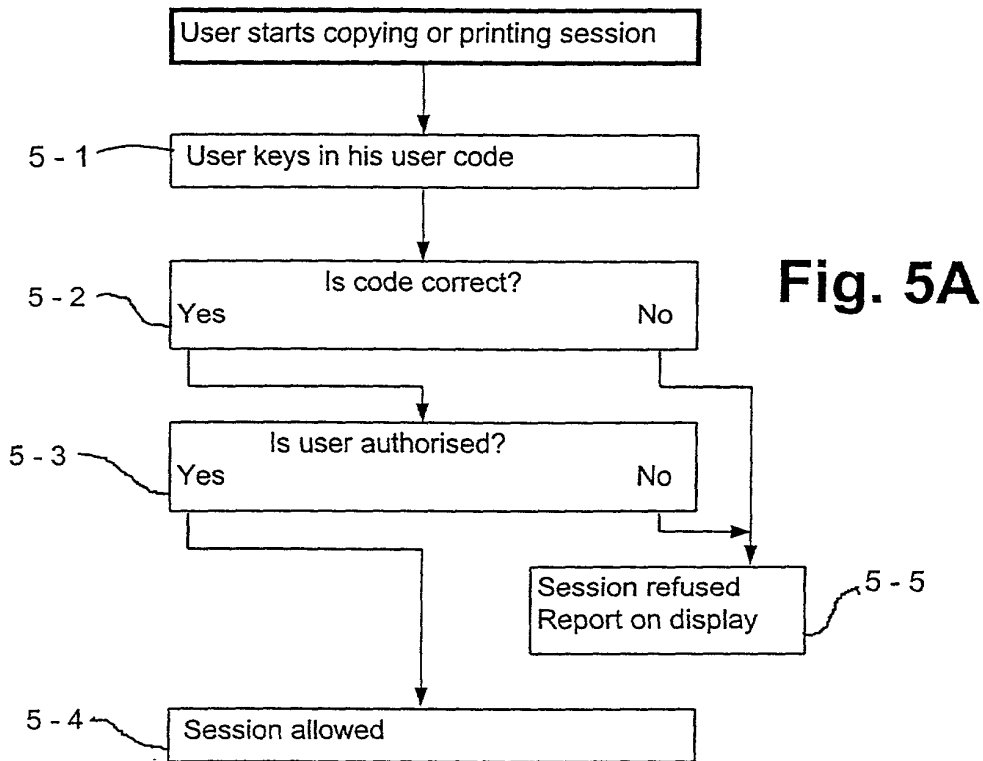 User starts copying or printing session
5 - 1
User keys in his user code
Fig. 5A
5 - 2
Is code correct?
Yes No
5 - 3
Is user authorised?
Yes No
Session refused
Report on display
5 - 5
5 - 4
Session allowed